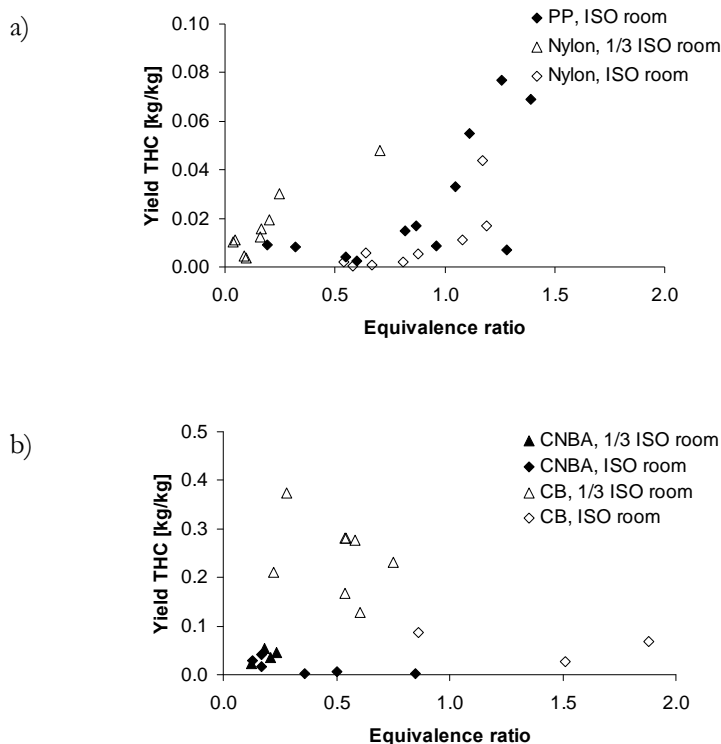 a)
PP, ISO room
Nylon, 1/3 ISO room
Nylon, ISO room
Yield THC [kg/kg]
0.10
0.08
0.06
0.04
0.02
0.00
0.0 0.5 1.0 1.5 2.0
Equivalence ratio
b)
CNBA, 1/3 ISO room
CNBA, ISO room
CB, 1/3 ISO room
CB, ISO room
Yield THC [kg/kg]
0.5
0.4
0.3
0.2
0.1
0.0
0.0 0.5 1.0 1.5 2.0
Equivalence ratio